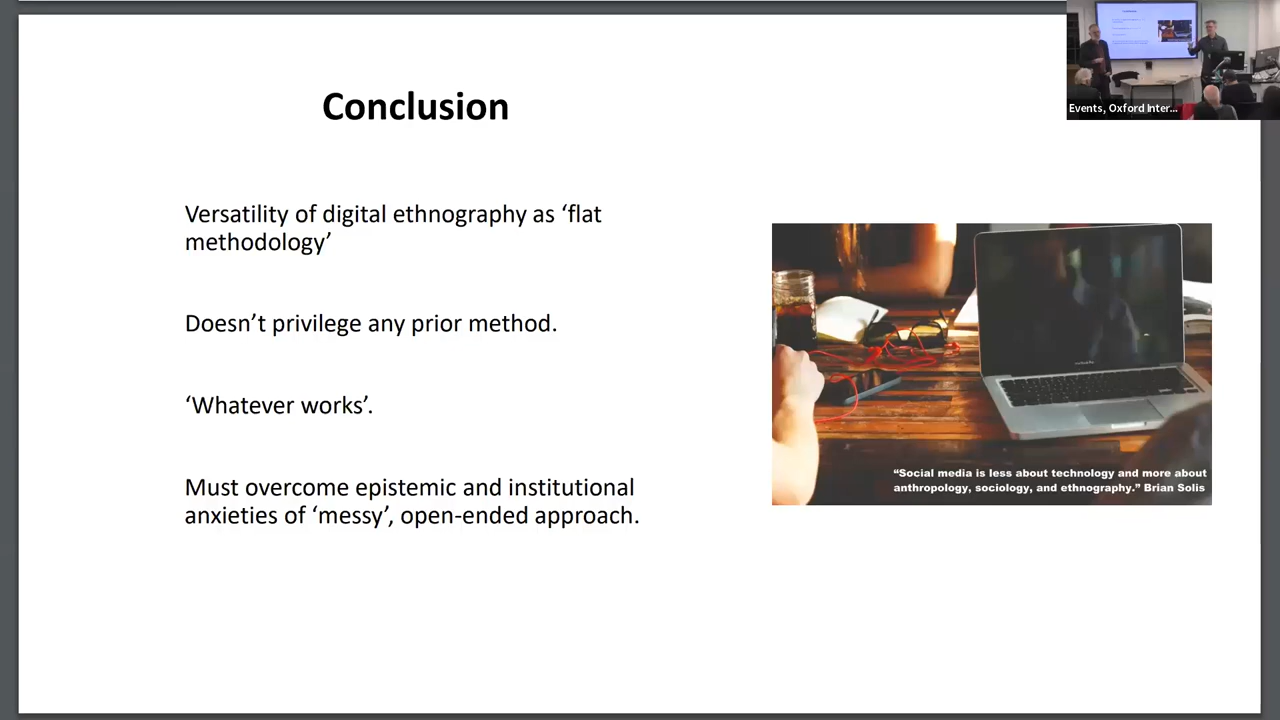 Conclusion
Versatility of digital ethnography as ‘flat
methodology’
Doesn’t privilege any prior method.
‘Whatever works’.
Must overcome epistemic and institutional
anxieties of ‘messy’, open-ended approach.
“Social media is less about technology and more about
anthropology, sociology, and ethnography.” Brian Solis
Events, Oxford Inter...